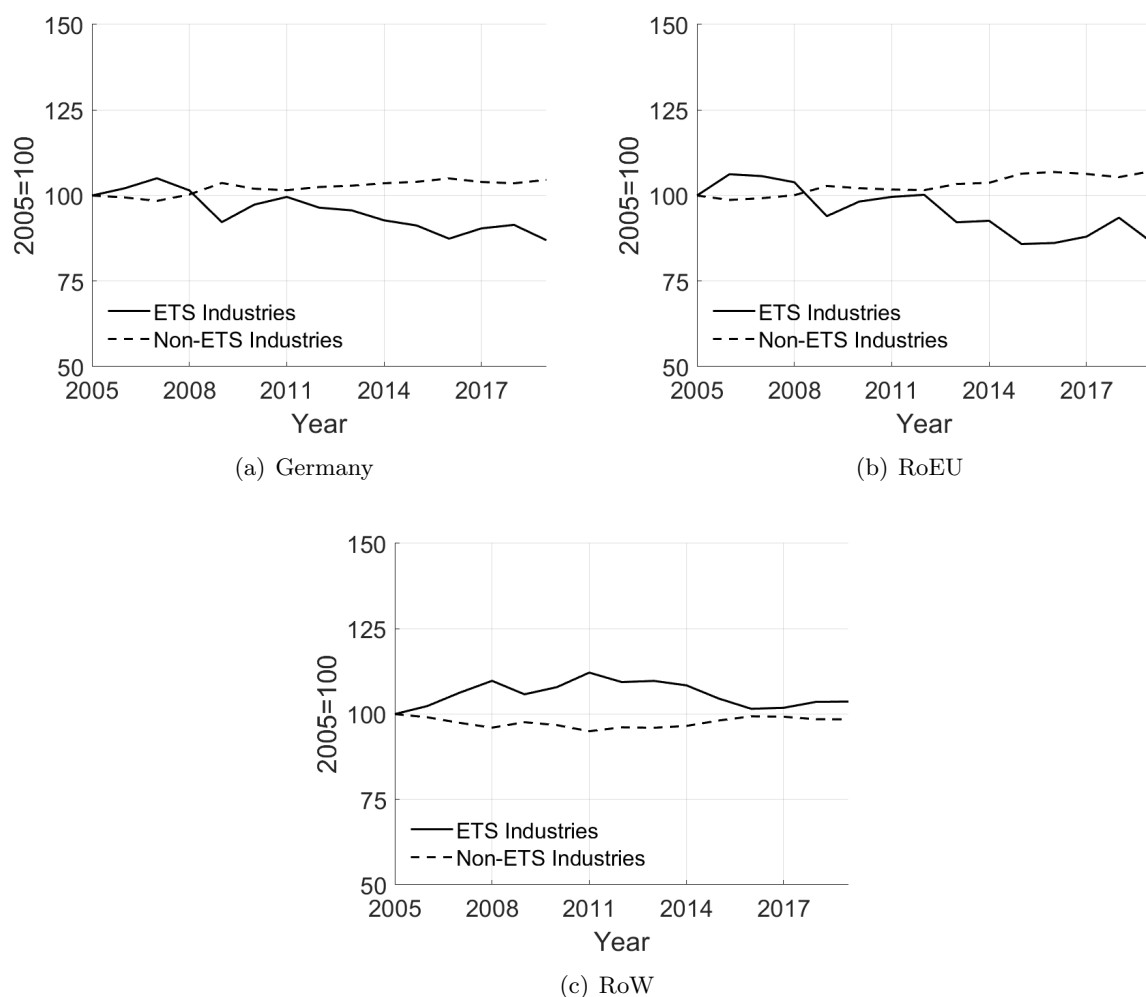 150
125
100
75
50
2005=100
ETS Industries
Non-ETS Industries
2005 2008 2011 2014 2017
Year
(a) Germany
150
125
100
75
50
2005=100
ETS Industries
Non-ETS Industries
2005 2008 2011 2014 2017
Year
(b) RoEU
150
125
100
75
50
2005=100
ETS Industries
Non-ETS Industries
2005 2008 2011 2014 2017
Year
(c) RoW